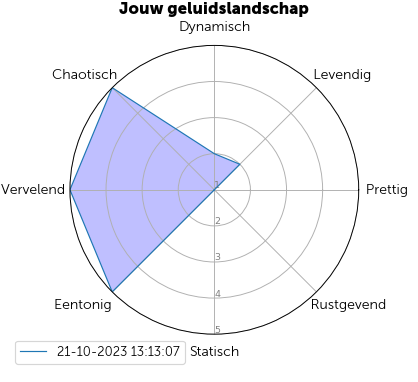 Jouw geluidslandschap
Dynamisch
Chaotisch
Levendig
Vervelend
1
Prettig
2
3
4
Eentonig
Rustgevend
5
21-10-2023 13:13:07
Statisch